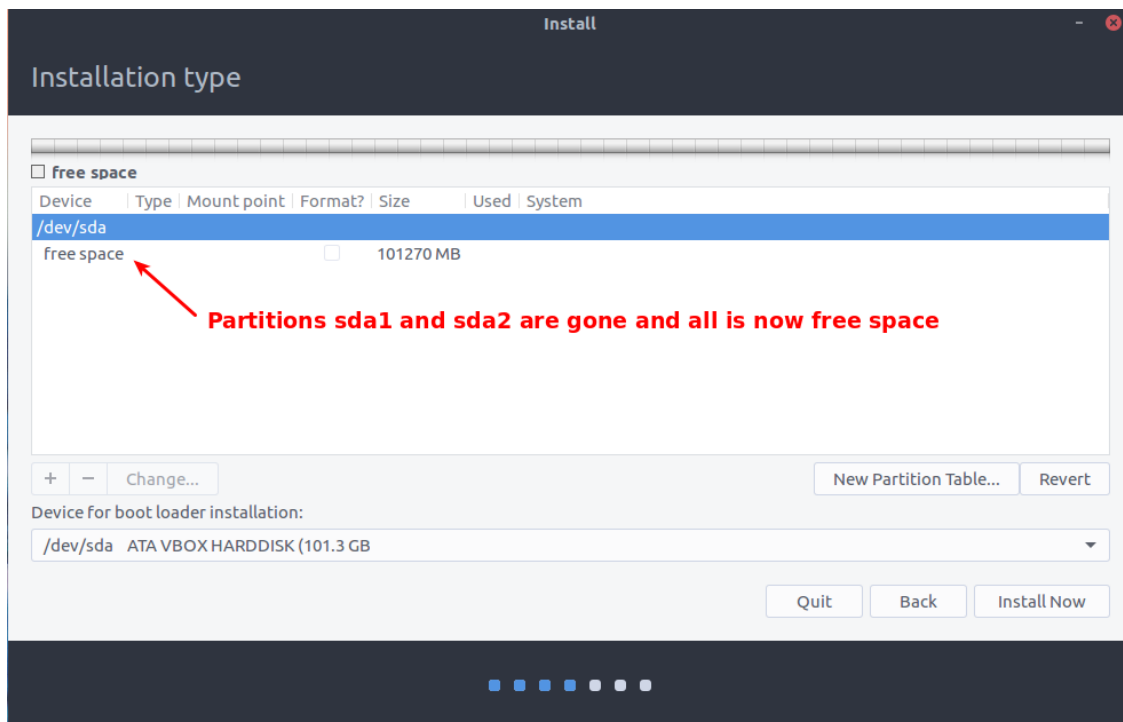 Install
Installation type
free space
Device Type Mount point Format? Size Used System
/dev/sda
free space 101270 MB
Partitions sda1 and sda2 are gone and all is now free space
+ − Change... New Partition Table... Revert
Device for boot loader installation:
/dev/sda ATA VBOX HARDDISK (101.3 GB
Quit Back Install Now